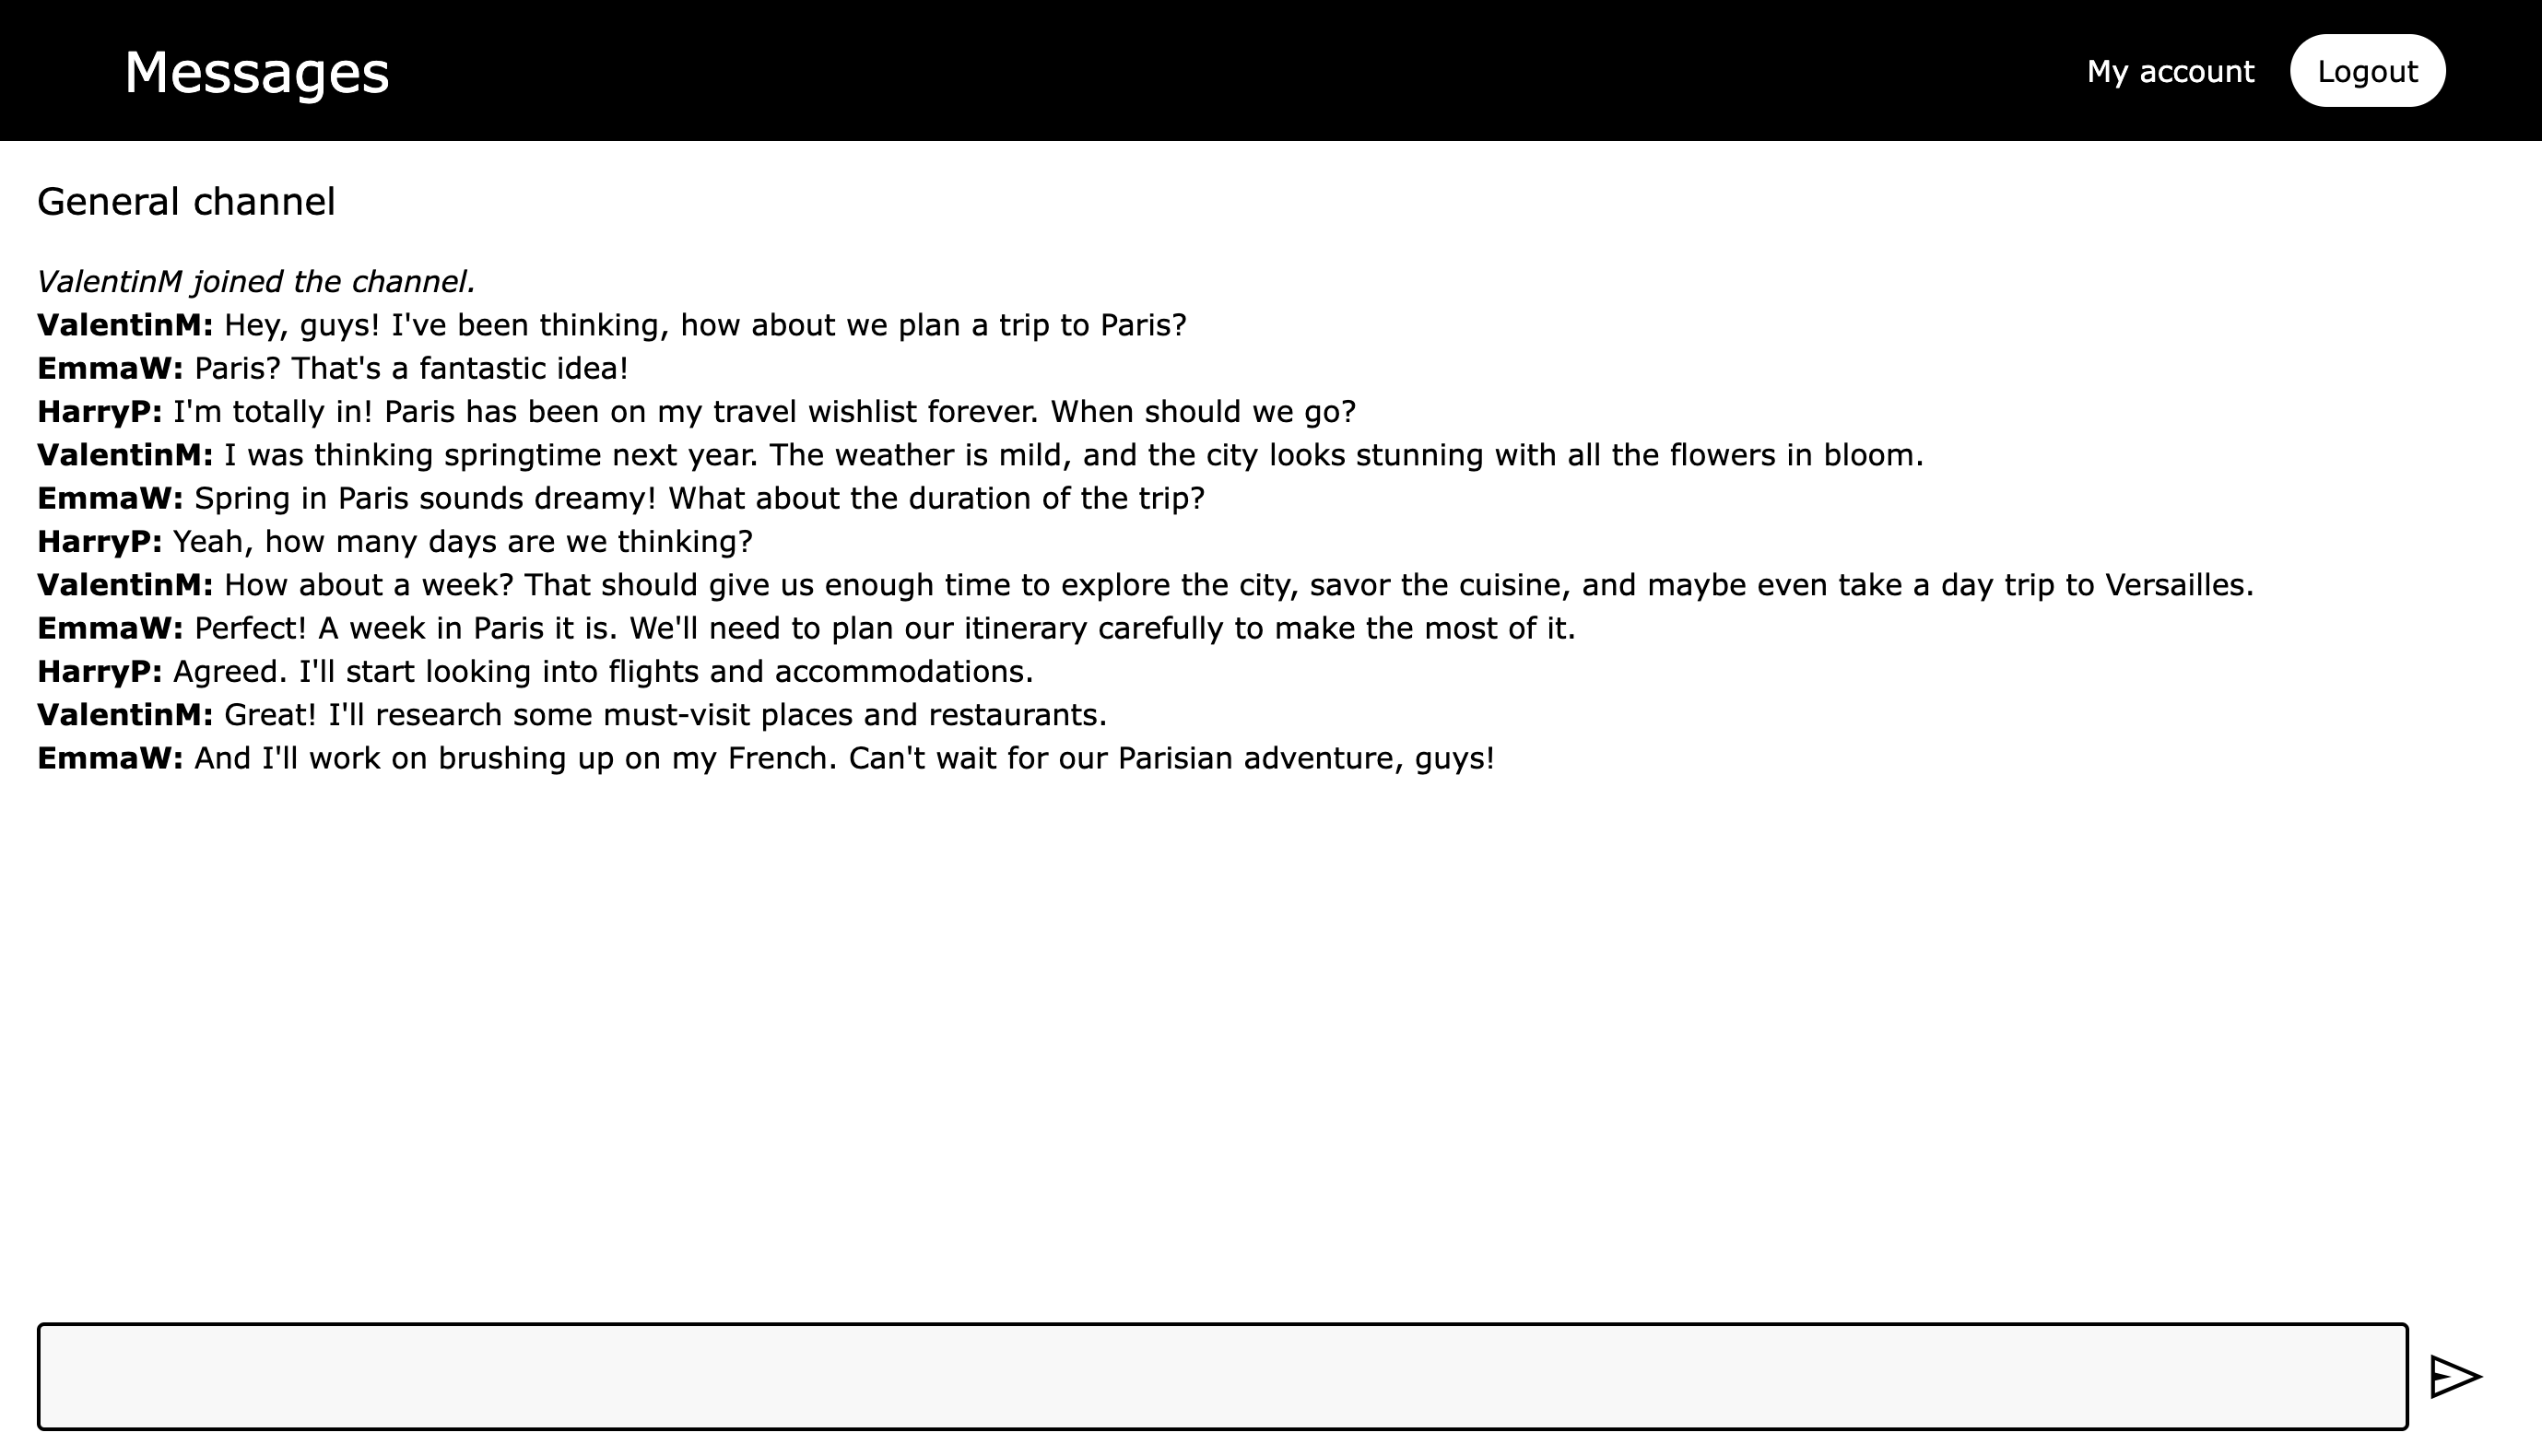 Messages
My account
Logout
General channel
ValentinM joined the channel.
ValentinM: Hey, guys! I've been thinking, how about we plan a trip to Paris?
EmmaW: Paris? That's a fantastic idea!
HarryP: I'm totally in! Paris has been on my travel wishlist forever. When should we go?
ValentinM: I was thinking springtime next year. The weather is mild, and the city looks stunning with all the flowers in bloom.
EmmaW: Spring in Paris sounds dreamy! What about the duration of the trip?
HarryP: Yeah, how many days are we thinking?
ValentinM: How about a week? That should give us enough time to explore the city, savor the cuisine, and maybe even take a day trip to Versailles.
EmmaW: Perfect! A week in Paris it is. We'll need to plan our itinerary carefully to make the most of it.
HarryP: Agreed. I'll start looking into flights and accommodations.
ValentinM: Great! I'll research some must-visit places and restaurants.
EmmaW: And I'll work on brushing up on my French. Can't wait for our Parisian adventure, guys!